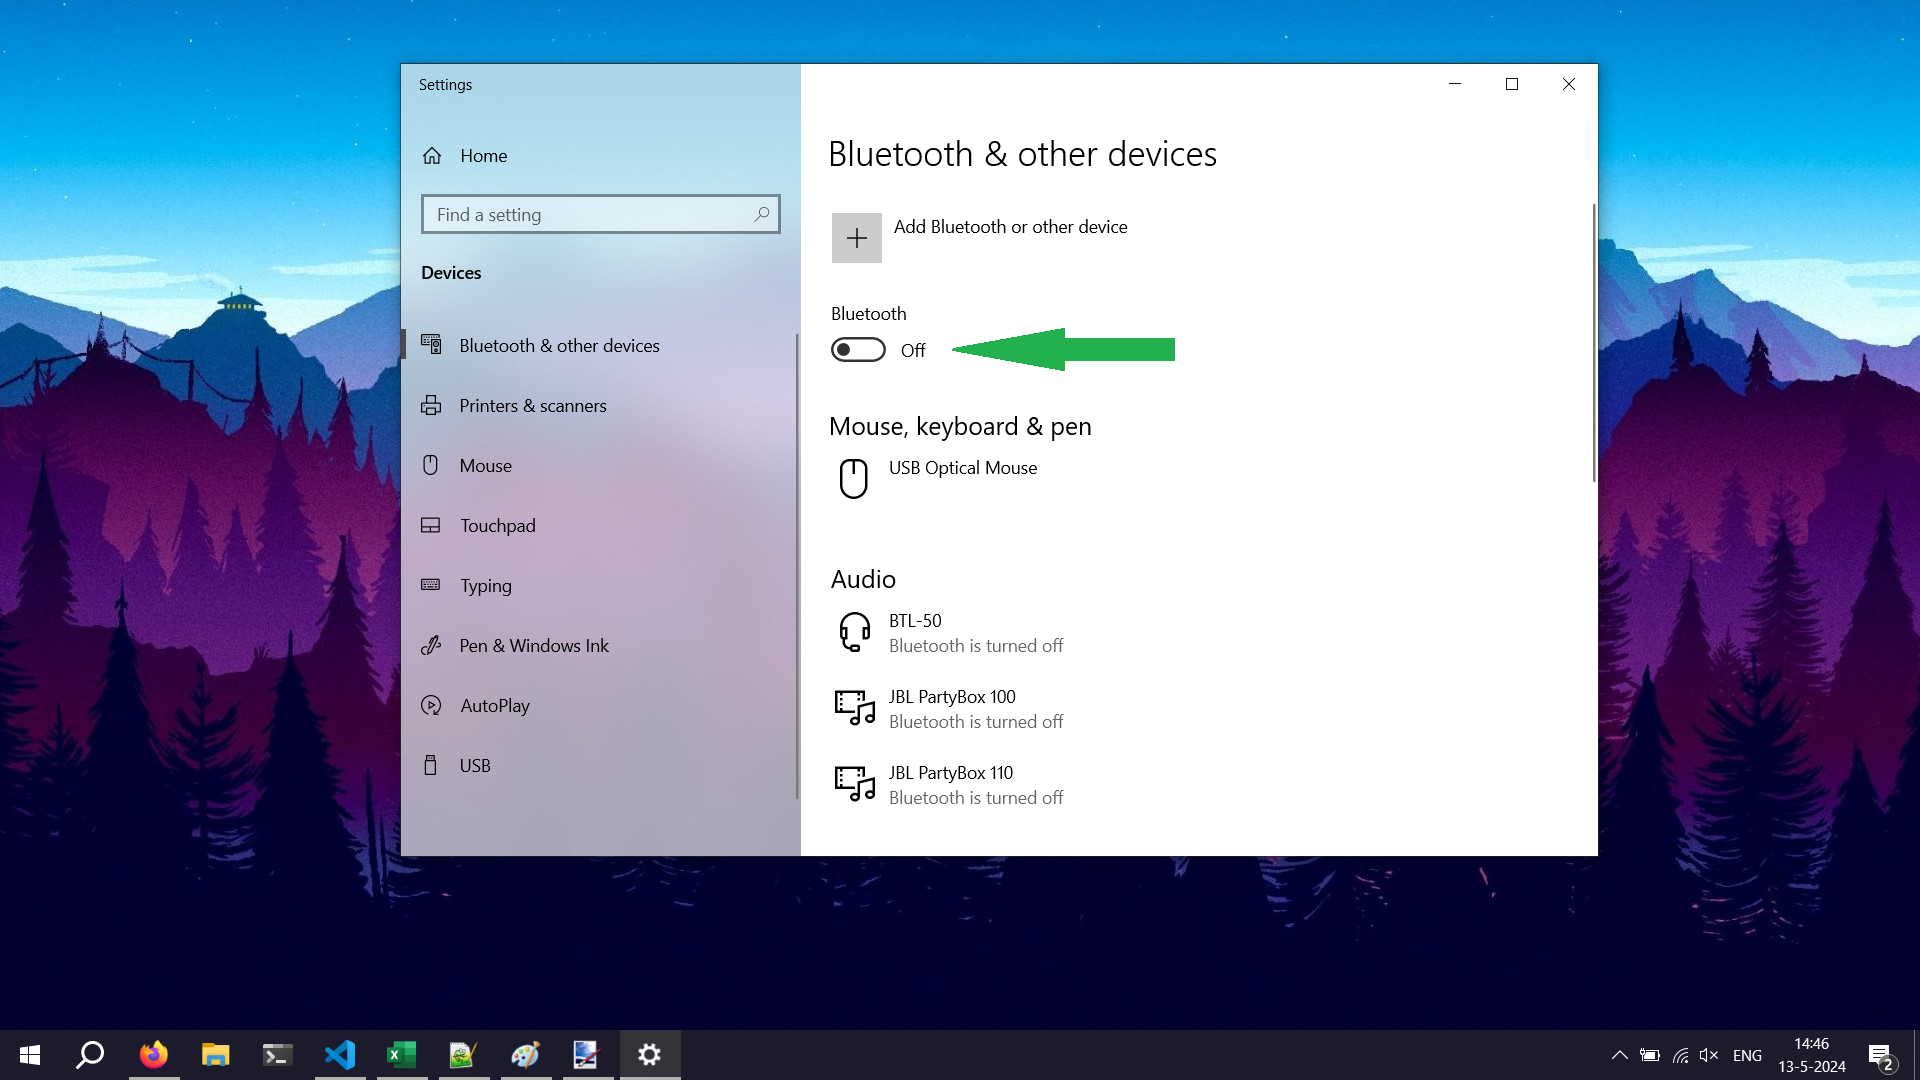 Settings
Home
Find a setting
Devices
Bluetooth & other devices
Printers & scanners
Mouse
Touchpad
Typing
Pen & Windows Ink
AutoPlay
USB
Bluetooth & other devices
Add Bluetooth or other device
Bluetooth
Off
Mouse, keyboard & pen
USB Optical Mouse
Audio
BTL-50
Bluetooth is turned off
JBL PartyBox 100
Bluetooth is turned off
JBL PartyBox 110
Bluetooth is turned off
ENG
14:46
13-5-2024
2